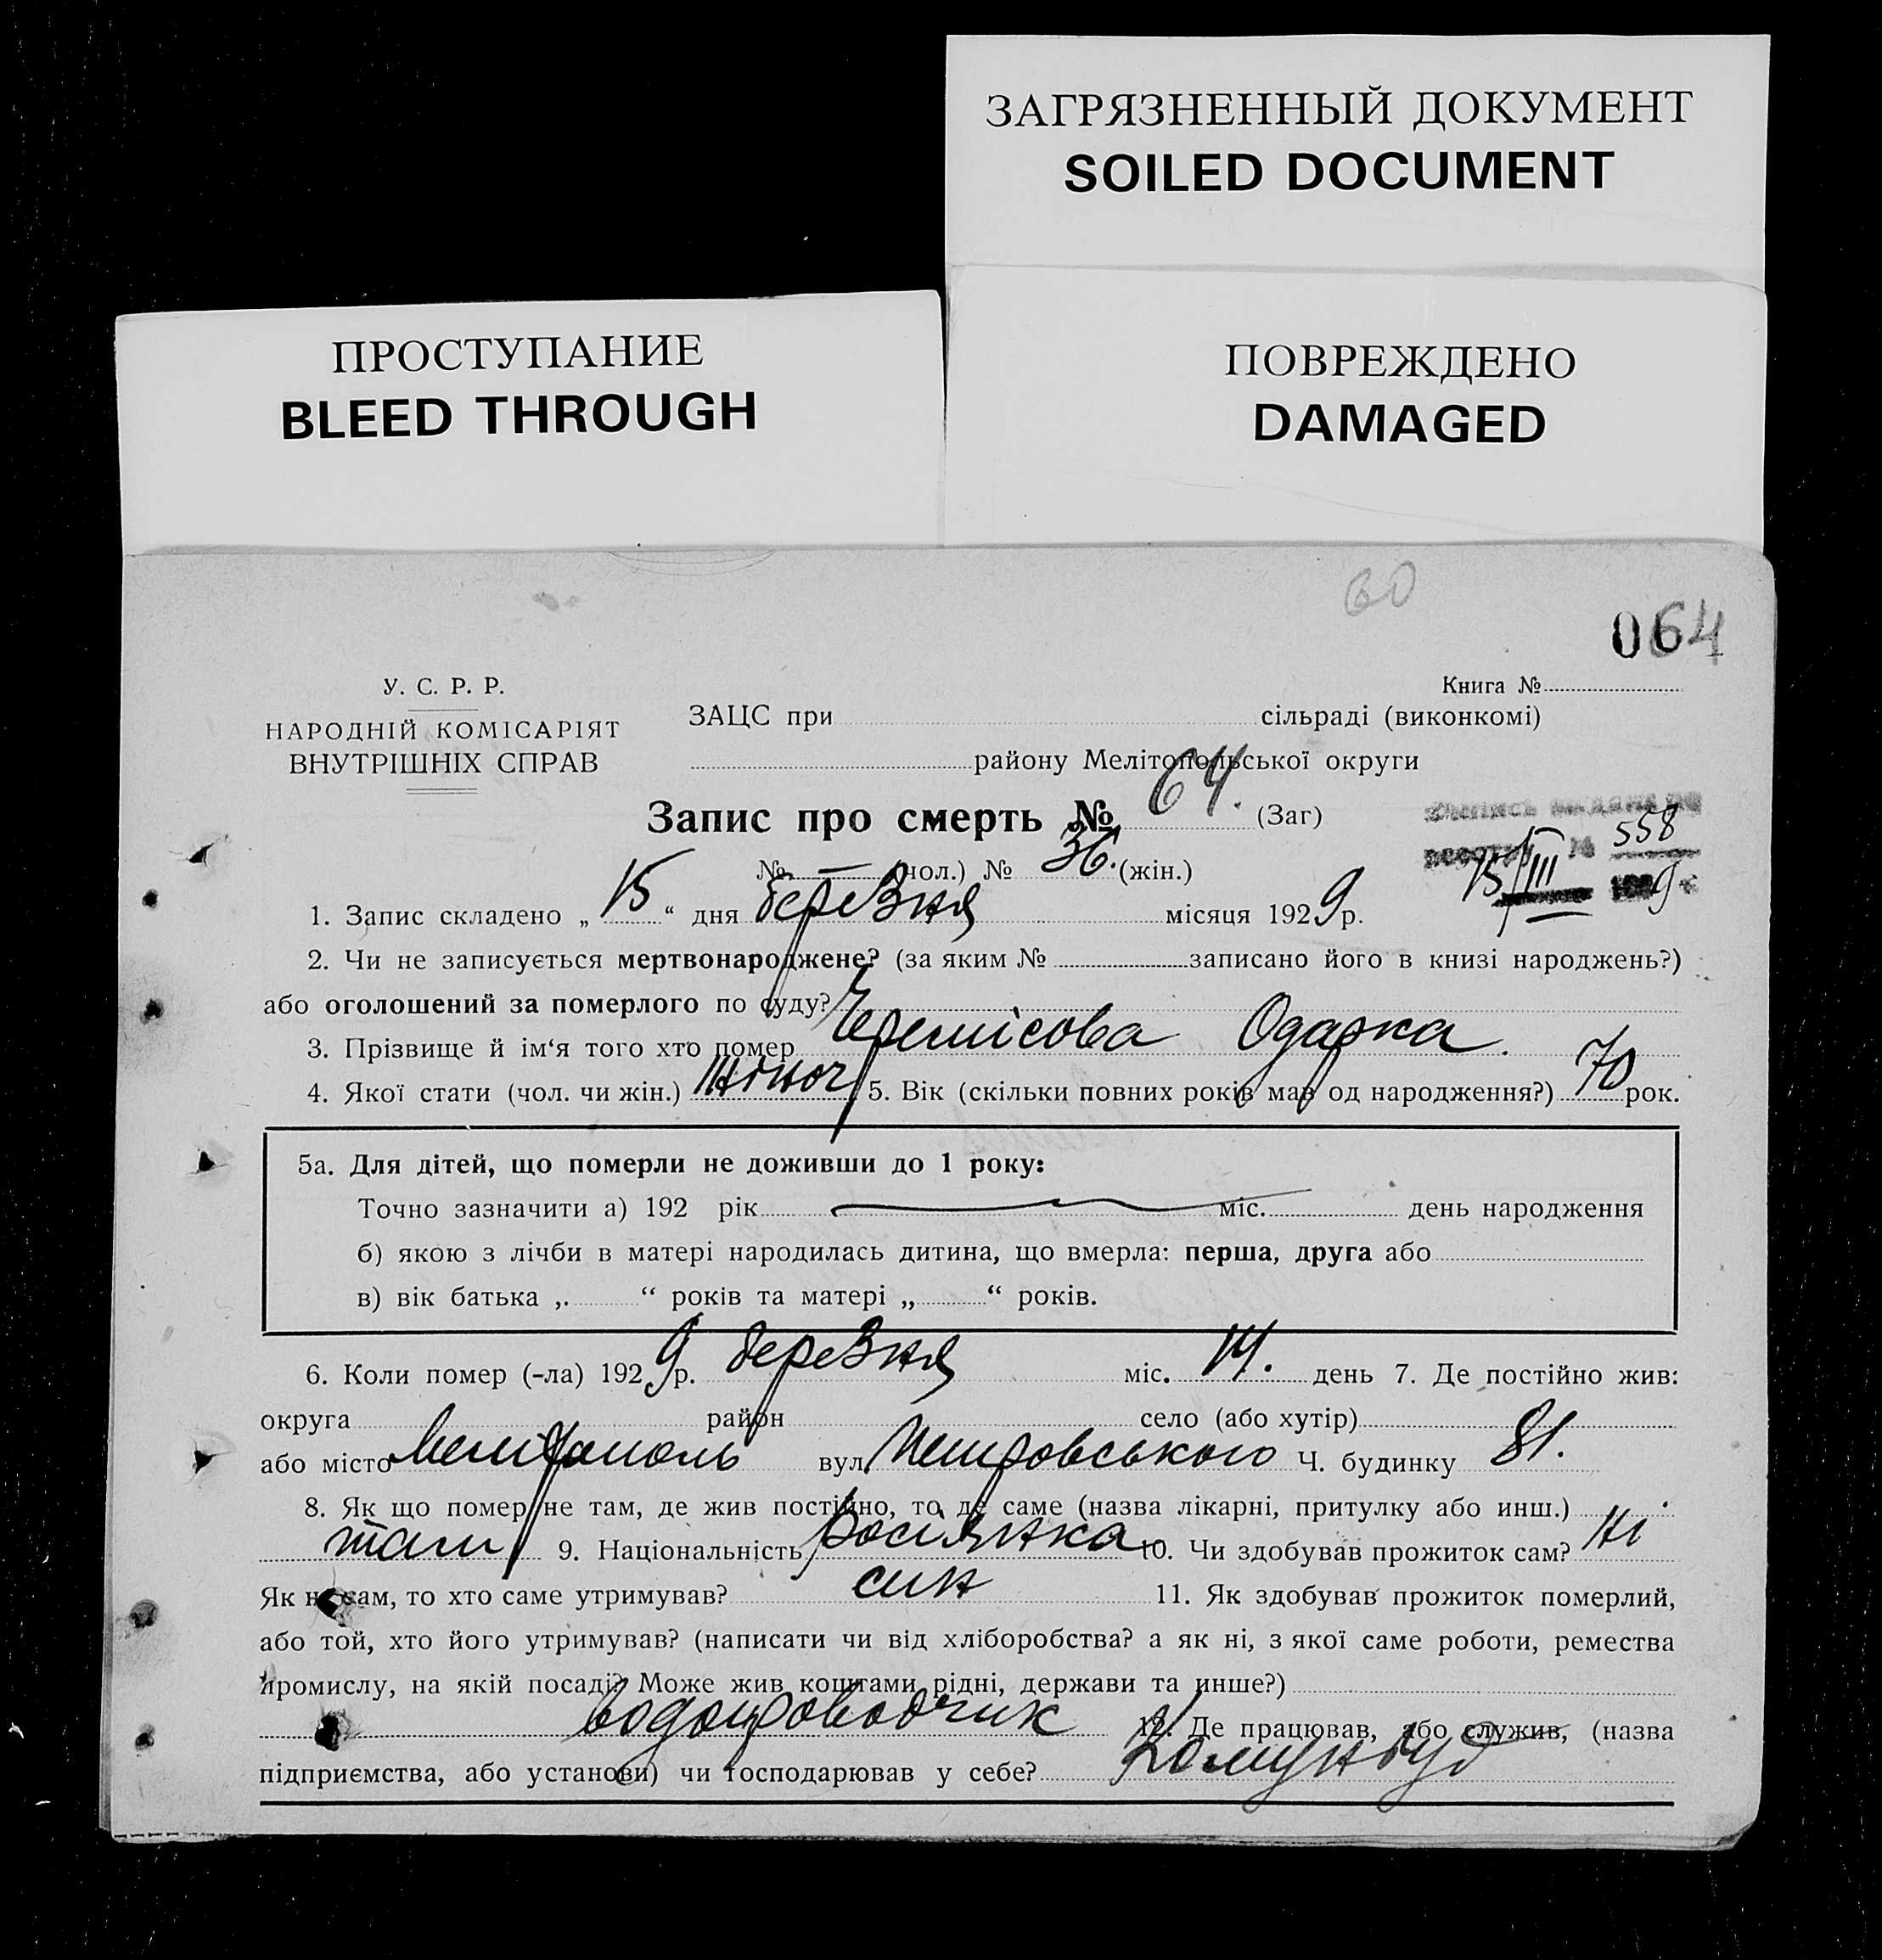 ЗАГРЯЗНЕННЫЙ ДОКУМЕНТ
SOILED DOCUMENT
ПРОСТУПАНИЕ
BLEED THROUGH
ПОВРЕЖДЕНО
DAMAGED
60
064
У. С. Р. Р.
НАРОДНІЙ КОМІСАРІЯТ
ВНУТРІШНІХ СПРАВ
Книга №
ЗАЦС при сільраді (виконкомі)
району Мелітопольської округи
Запис про смерть № 64. (Заг)
№ — (чол.) № 36. (жін.)
558
15/III 1929
1. Запис складено „15“ дня березня місяця 1929 р.
2. Чи не записується мертвонароджене? (за яким № записано його в книзі народжень?)
або оголошений за померлого по суду?
3. Прізвище й ім‘я того хто помер Черемісова Одарка.
4. Якої стати (чол. чи жін.) жіноч 5. Вік (скільки повних років мав од народження?) 70 рок.
5а. Для дітей, що померли не доживши до 1 року:
Точно зазначити а) 192 рік міс. день народження
б) якою з лічби в матері народилась дитина, що вмерла: перша, друга або
в) вік батька „ “ років та матері „ “ років.
6. Коли помер (-ла) 1929 р. березня міс. 14. день 7. Де постійно жив:
округа район село (або хутір)
або місто Мелітополь вул. Петровського Ч. будинку 81.
8. Як що помер не там, де жив постійно, то де саме (назва лікарні, притулку або инш.)
там 9. Національність росіянка 10. Чи здобував прожиток сам? ні
Як не сам, то хто саме утримував? син 11. Як здобував прожиток померлий,
або той, хто його утримував? (написати чи від хліборобства? а як ні, з якої саме роботи, ремества
промислу, на якій посаді? Може жив коштами рідні, держави та инше?)
водопроводчик 12. Де працював, або служив, (назва
підприємства, або установи) чи господарював у себе? Комунбуд